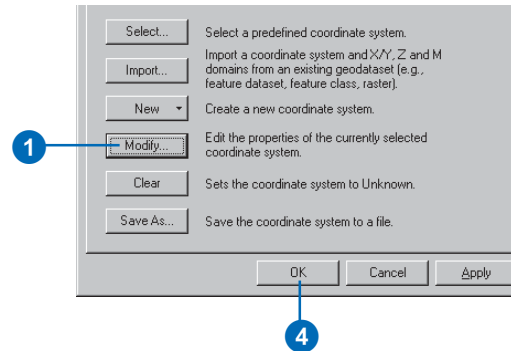 Select... Select a predefined coordinate system.
Import a coordinate system and X/Y, Z and M
Import... domains from an existing geodataset (e.g.,
feature dataset, feature class, raster).
New Create a new coordinate system.
1 Modify... Edit the properties of the currently selected
coordinate system.
Clear Sets the coordinate system to Unknown.
Save As... Save the coordinate system to a file.
OK Cancel Apply
4